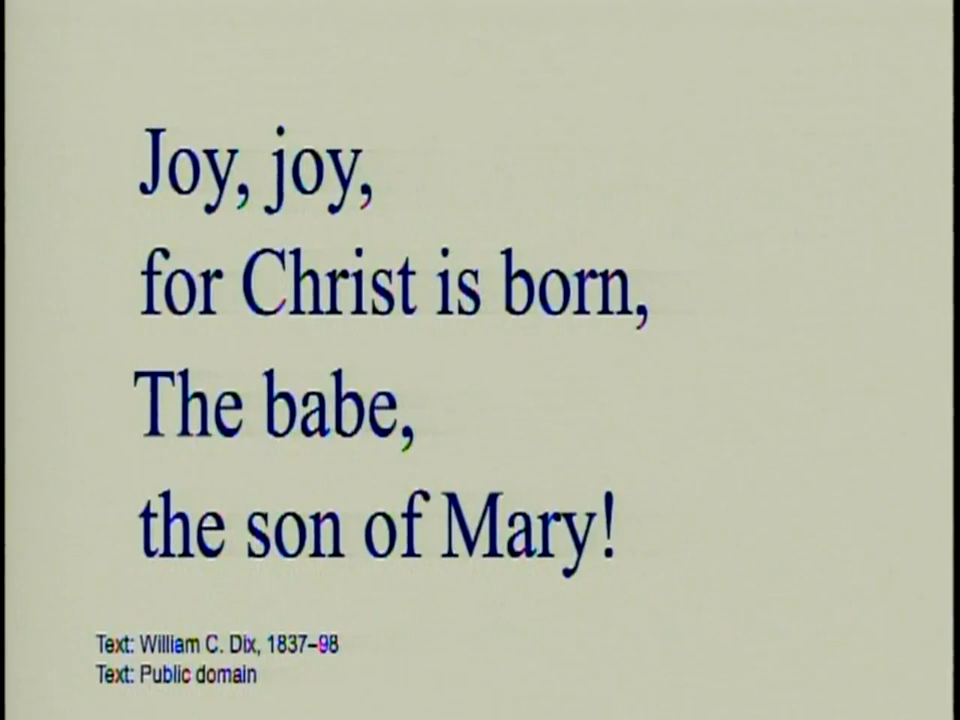 Joy, joy,
for Christ is born,
The babe,
the son of Mary!
Text: William C. Dix, 1837–98
Text: Public domain